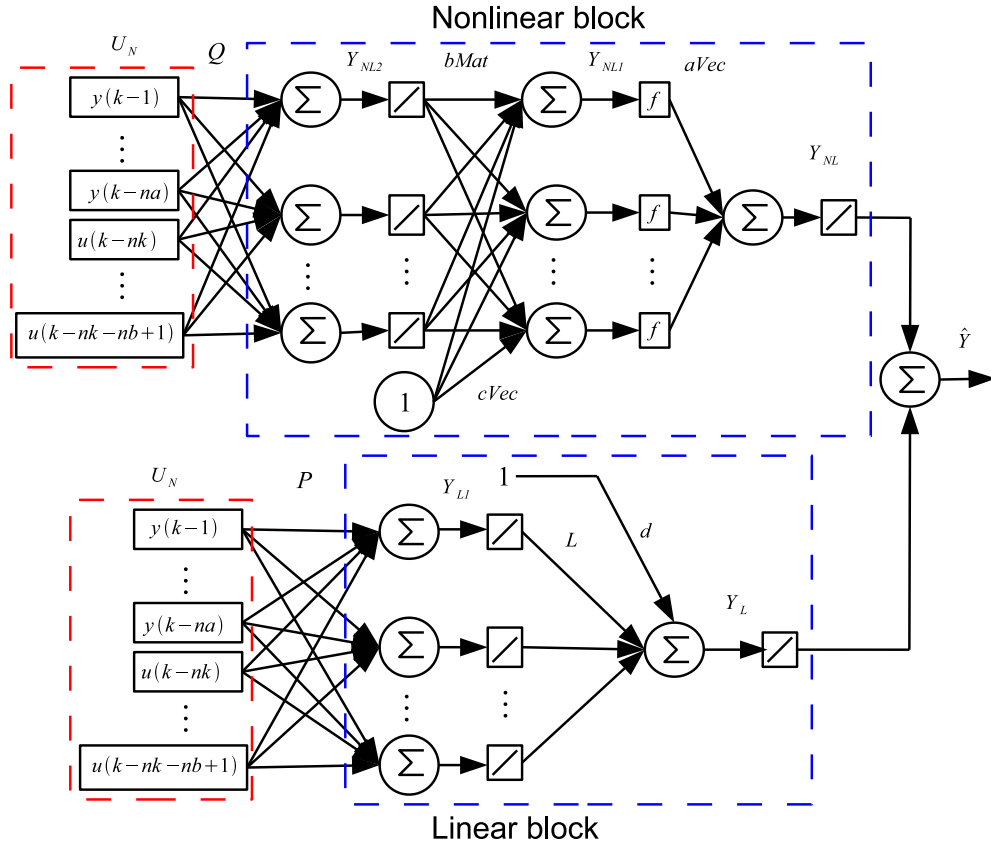 Nonlinear block
U_N Q Y_NL2 bMat Y_NL1 aVec
y(k−1) Σ Σ f
⋮
Y_NL
y(k−na) Σ Σ f Σ
u(k−nk)
⋮ ⋮ ⋮ ⋮ ⋮
u(k−nk−nb+1) Σ Σ f
Σ Ŷ
1 cVec
U_N P Y_L1 1
y(k−1) Σ L d
⋮
y(k−na) Σ Σ Y_L
u(k−nk)
⋮ ⋮ ⋮
u(k−nk−nb+1) Σ
Linear block